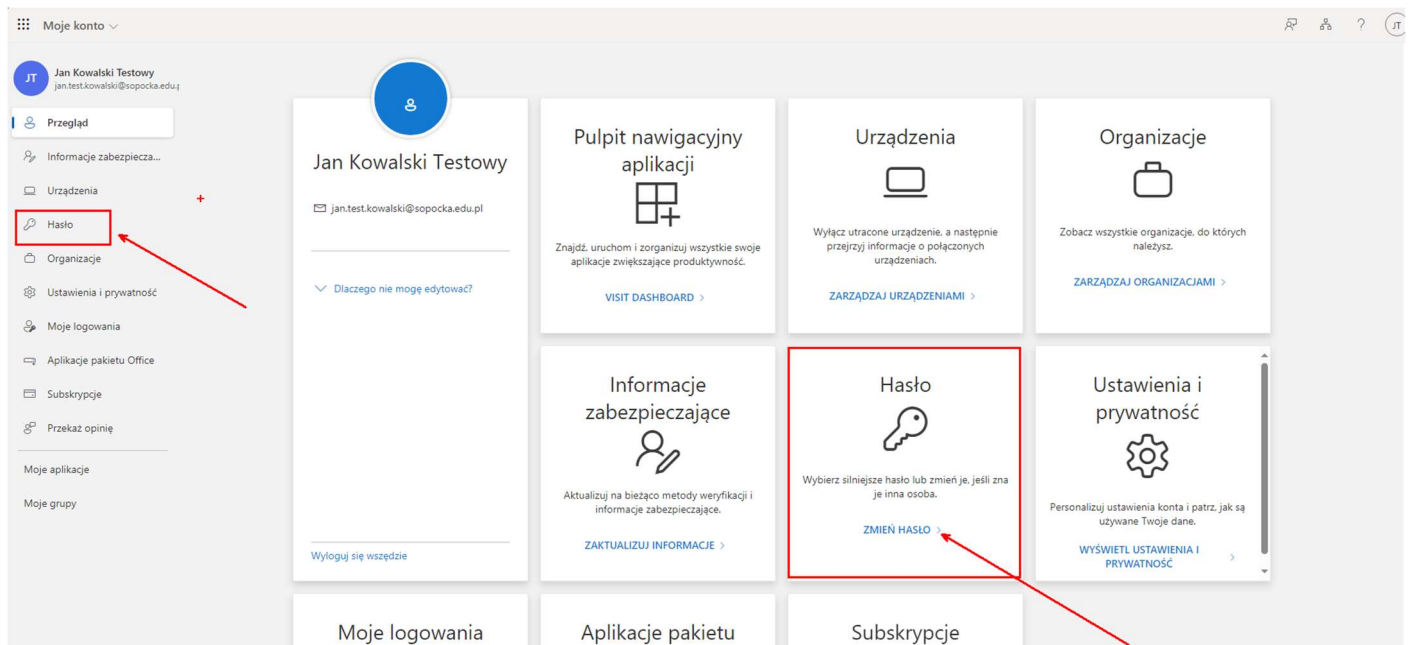 Moje konto
?
JT
JT
Jan Kowalski Testowy
jan.test.kowalski@sopocka.edu.p
Przegląd
Informacje zabezpiecza...
Urządzenia
Hasło
Organizacje
Ustawienia i prywatność
Moje logowania
Aplikacje pakietu Office
Subskrypcje
Przekaż opinię
Moje aplikacje
Moje grupy
Jan Kowalski Testowy
jan.test.kowalski@sopocka.edu.pl
Dlaczego nie mogę edytować?
Wyloguj się wszędzie
Pulpit nawigacyjny
aplikacji
Znajdź, uruchom i zorganizuj wszystkie swoje
aplikacje zwiększające produktywność.
VISIT DASHBOARD >
Urządzenia
Wyłącz utracone urządzenie, a następnie
przejrzyj informacje o połączonych
urządzeniach.
ZARZĄDZAJ URZĄDZENIAMI >
Organizacje
Zobacz wszystkie organizacje, do których
należysz.
ZARZĄDZAJ ORGANIZACJAMI >
Informacje
zabezpieczające
Aktualizuj na bieżąco metody weryfikacji i
informacje zabezpieczające.
ZAKTUALIZUJ INFORMACJE >
Hasło
Wybierz silniejsze hasło lub zmień je, jeśli zna
je inna osoba.
ZMIEŃ HASŁO >
Ustawienia i
prywatność
Personalizuj ustawienia konta i patrz, jak są
używane Twoje dane.
WYŚWIETL USTAWIENIA I
PRYWATNOŚĆ >
Moje logowania
Aplikacje pakietu
Subskrypcje